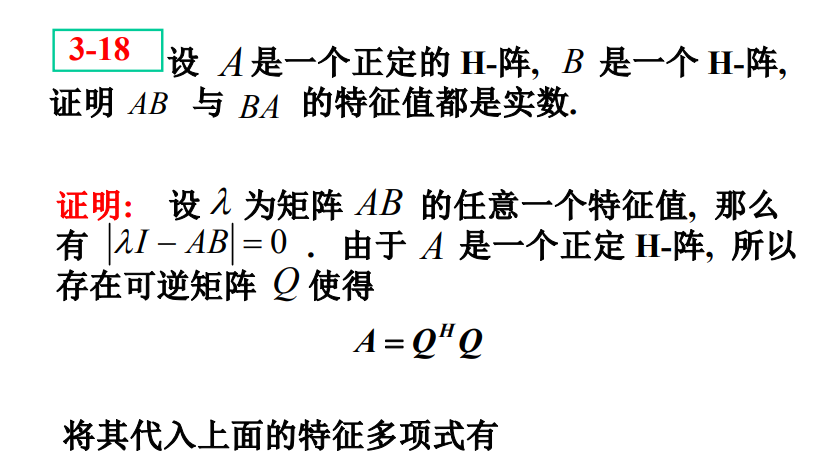 3-18 设 A 是一个正定的 H-阵, B 是一个 H-阵,
证明 AB 与 BA 的特征值都是实数.
证明: 设 λ 为矩阵 AB 的任意一个特征值, 那么
有 |λI − AB| = 0 . 由于 A 是一个正定 H-阵, 所以
存在可逆矩阵 Q 使得
A = Q^H Q
将其代入上面的特征多项式有